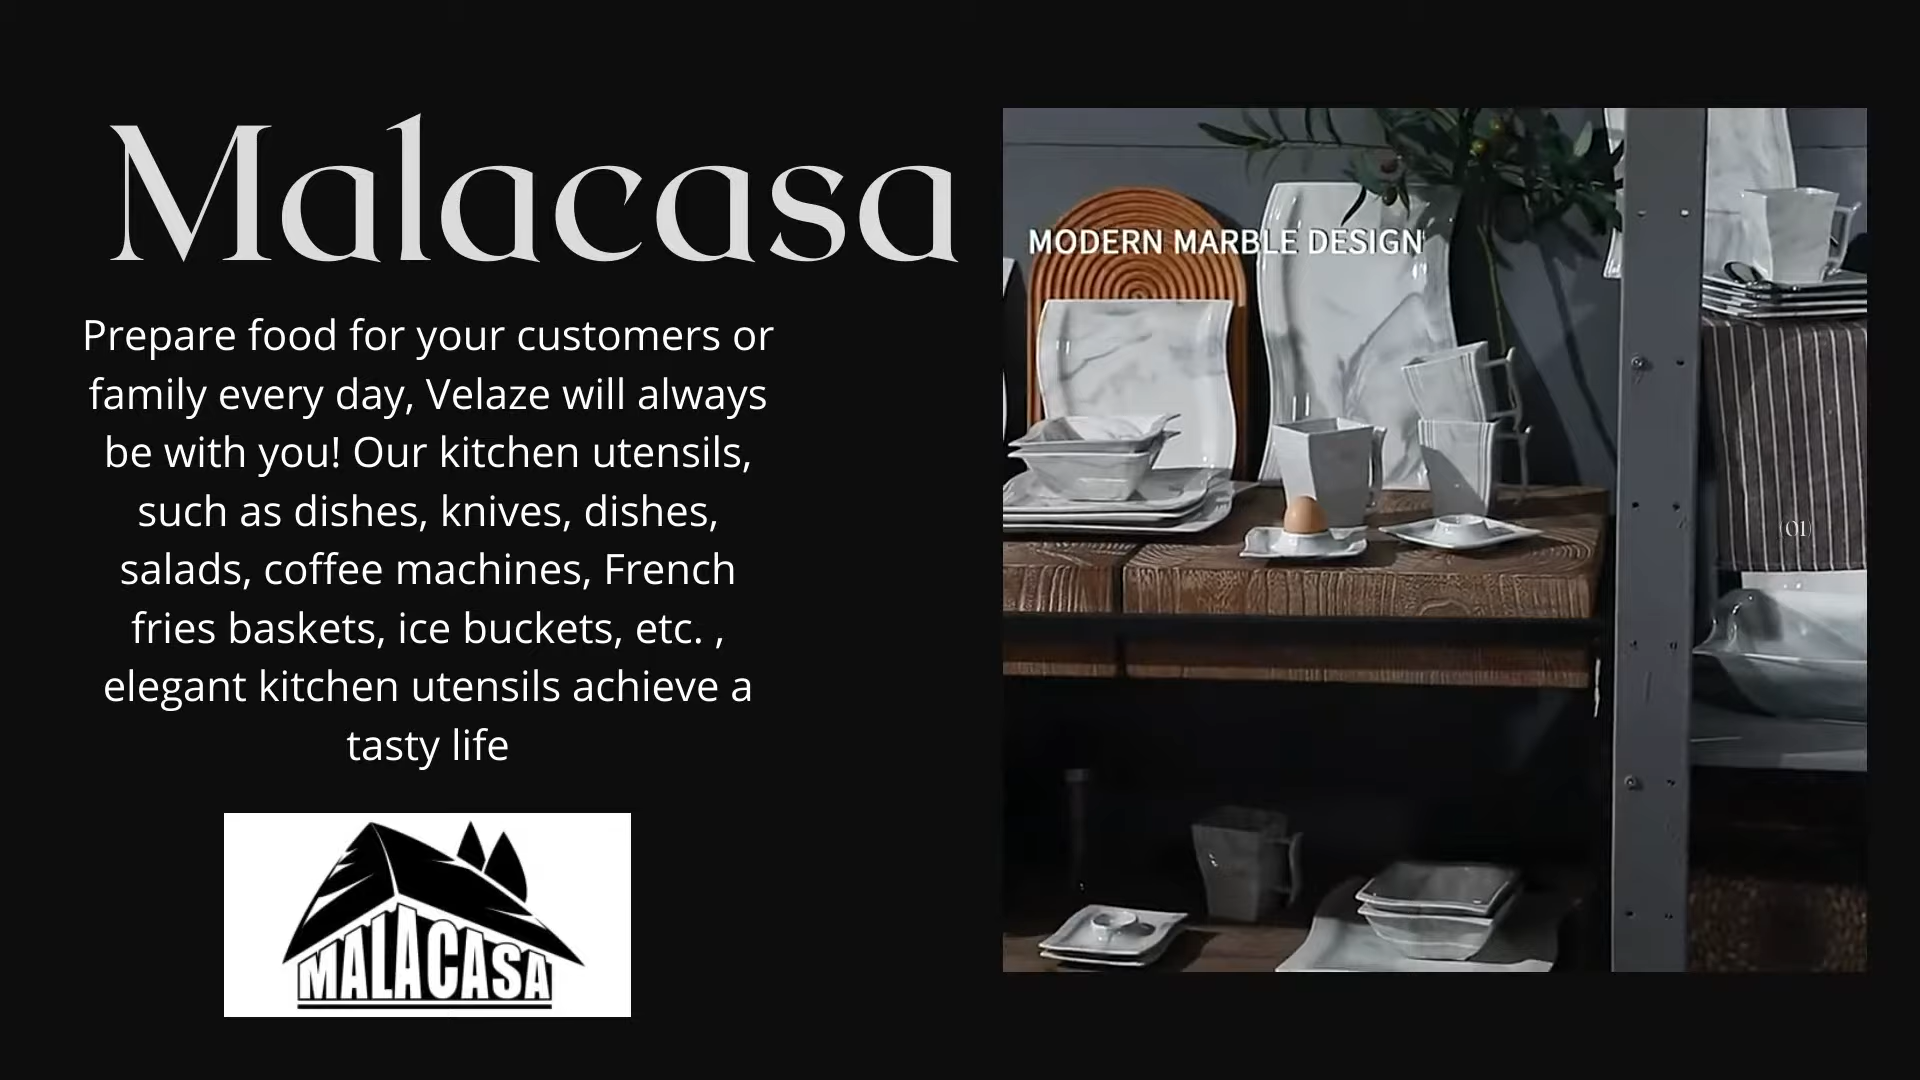 Malacasa
Prepare food for your customers or
family every day, Velaze will always
be with you! Our kitchen utensils,
such as dishes, knives, dishes,
salads, coffee machines, French
fries baskets, ice buckets, etc. ,
elegant kitchen utensils achieve a
tasty life
MALACASA
MODERN MARBLE DESIGN
(01)